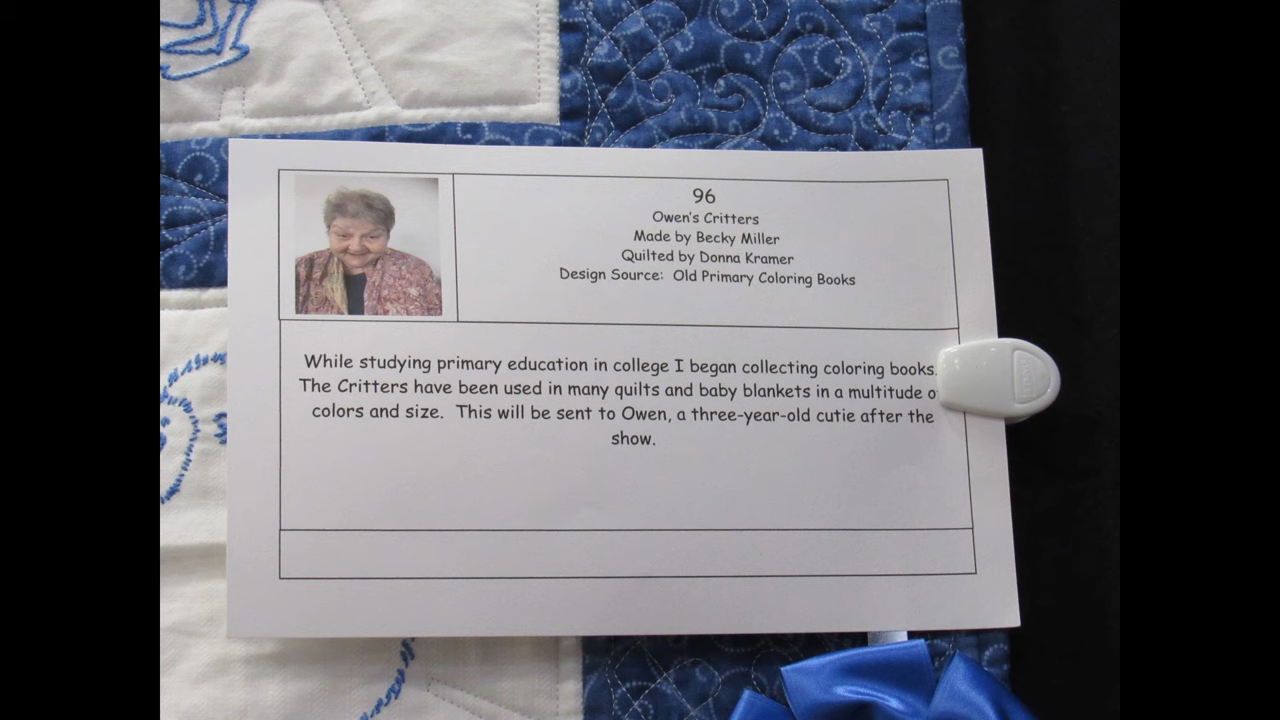 96
Owen's Critters
Made by Becky Miller
Quilted by Donna Kramer
Design Source:  Old Primary Coloring Books
While studying primary education in college I began collecting coloring books.
The Critters have been used in many quilts and baby blankets in a multitude
colors and size.  This will be sent to Owen, a three-year-old cutie after the
show.